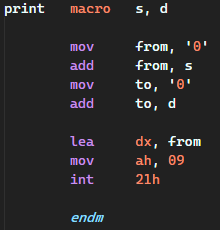 print macro s, d
mov from, '0'
add from, s
mov to, '0'
add to, d
lea dx, from
mov ah, 09
int 21h
endm